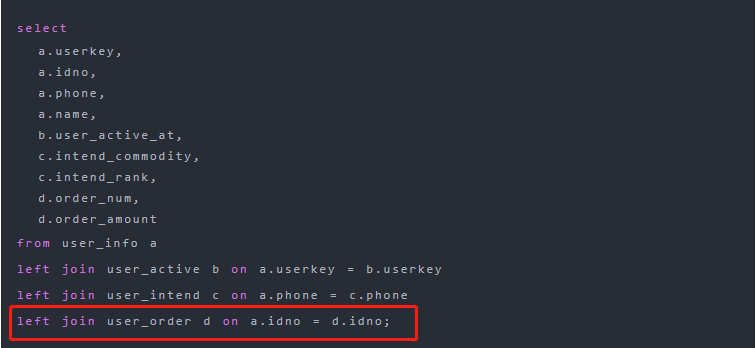 select
a.userkey,
a.idno,
a.phone,
a.name,
b.user_active_at,
c.intend_commodity,
c.intend_rank,
d.order_num,
d.order_amount
from user_info a
left join user_active b on a.userkey = b.userkey
left join user_intend c on a.phone = c.phone
left join user_order d on a.idno = d.idno;